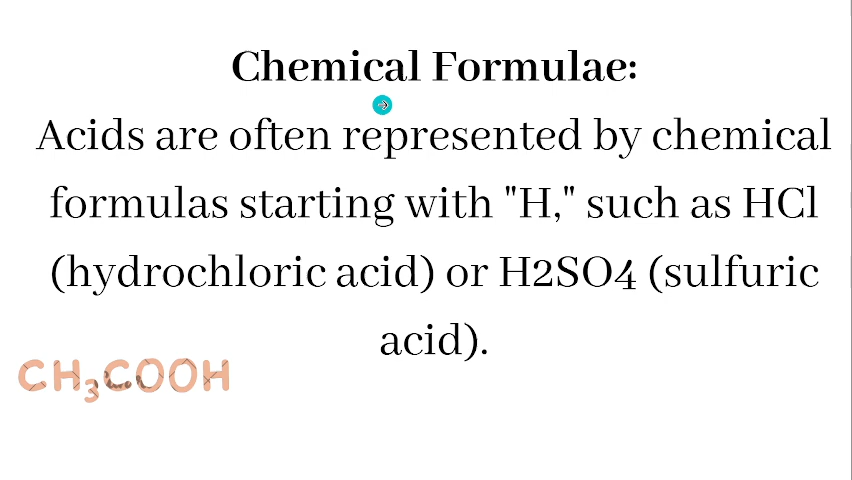 Chemical Formulae:
Acids are often represented by chemical
formulas starting with "H," such as HCl
(hydrochloric acid) or H2SO4 (sulfuric
acid).
CH₃COOH